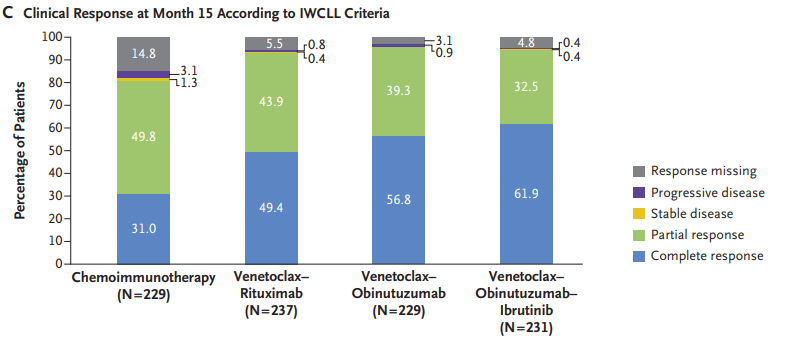 C Clinical Response at Month 15 According to IWCLL Criteria
Percentage of Patients
100
90
80
70
60
50
40
30
20
10
0
14.8
3.1
1.3
49.8
31.0
5.5
0.8
0.4
43.9
49.4
3.1
0.9
39.3
56.8
4.8
0.4
0.4
32.5
61.9
Chemoimmunotherapy
(N=229)
Venetoclax–
Rituximab
(N=237)
Venetoclax–
Obinutuzumab
(N=229)
Venetoclax–
Obinutuzumab–
Ibrutinib
(N=231)
Response missing
Progressive disease
Stable disease
Partial response
Complete response